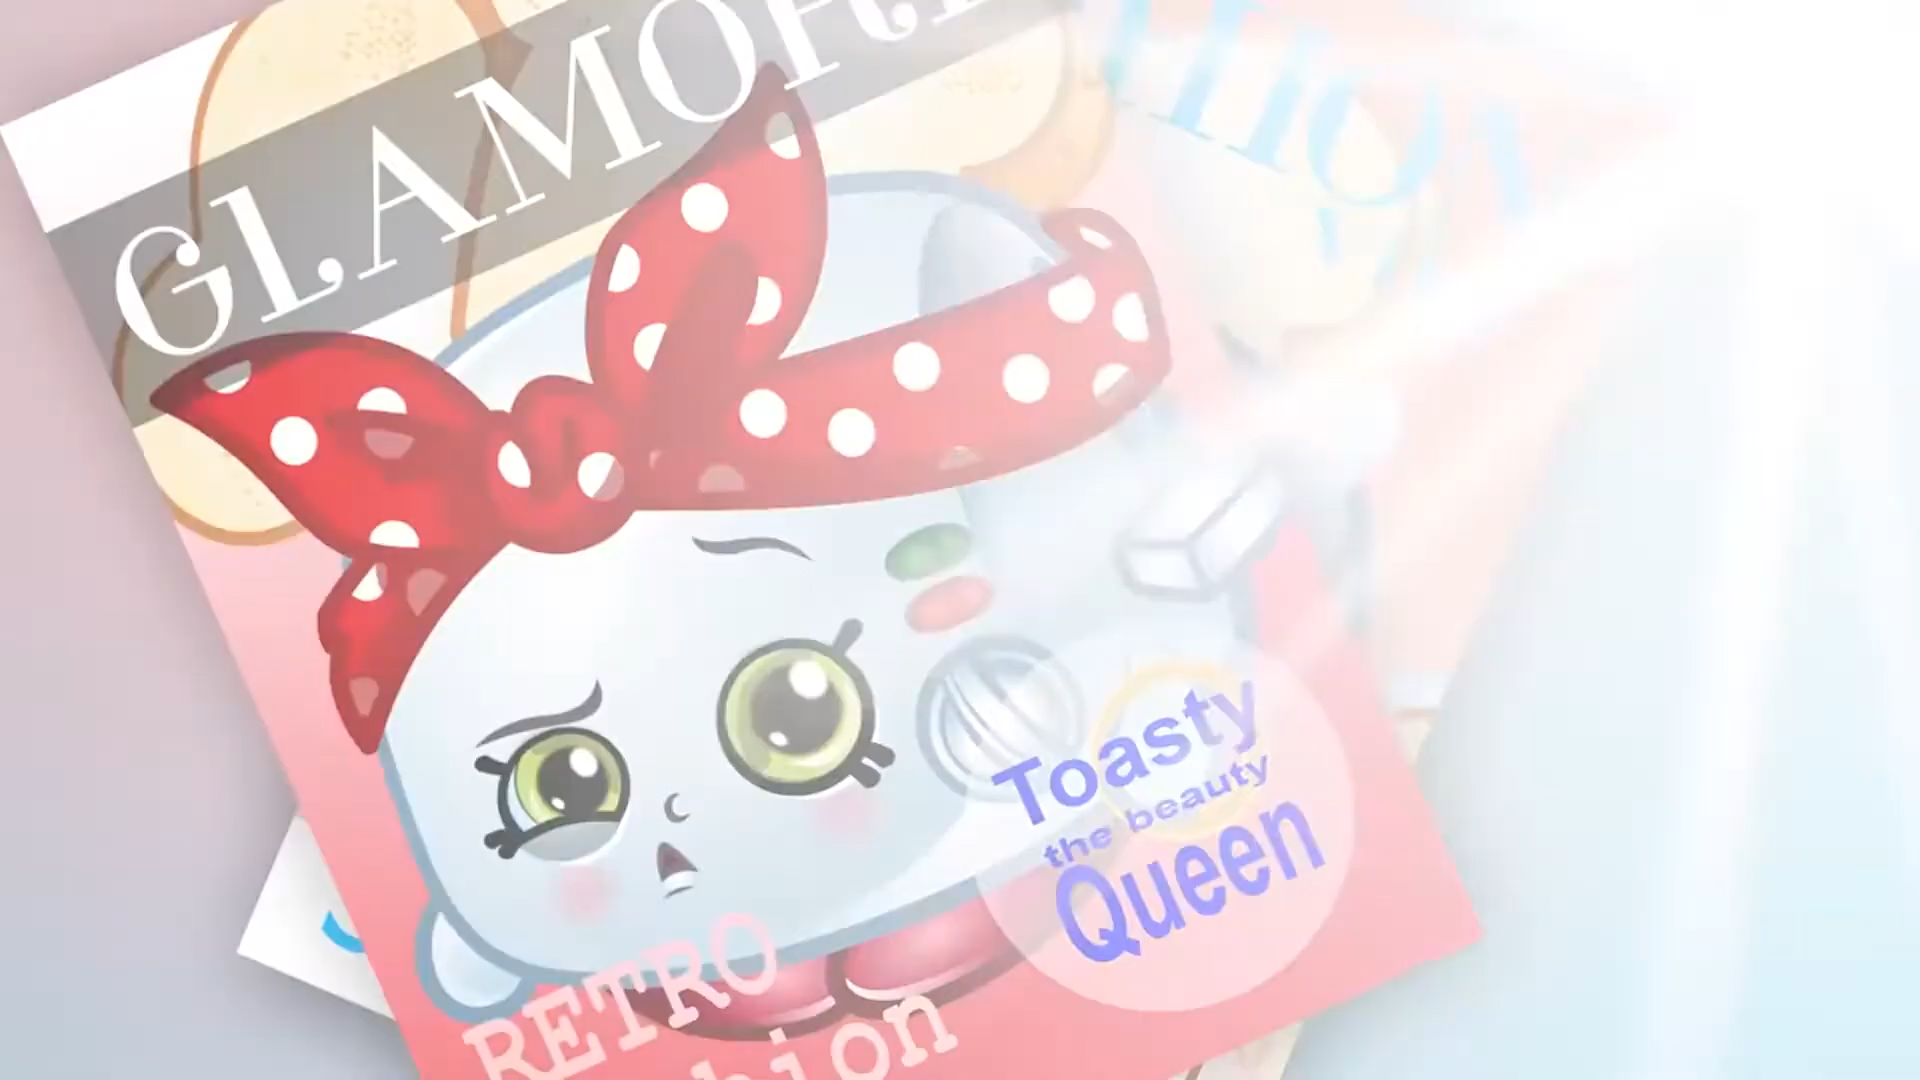 GLAMOR
Toasty
the beauty
Queen
RETRO
hion